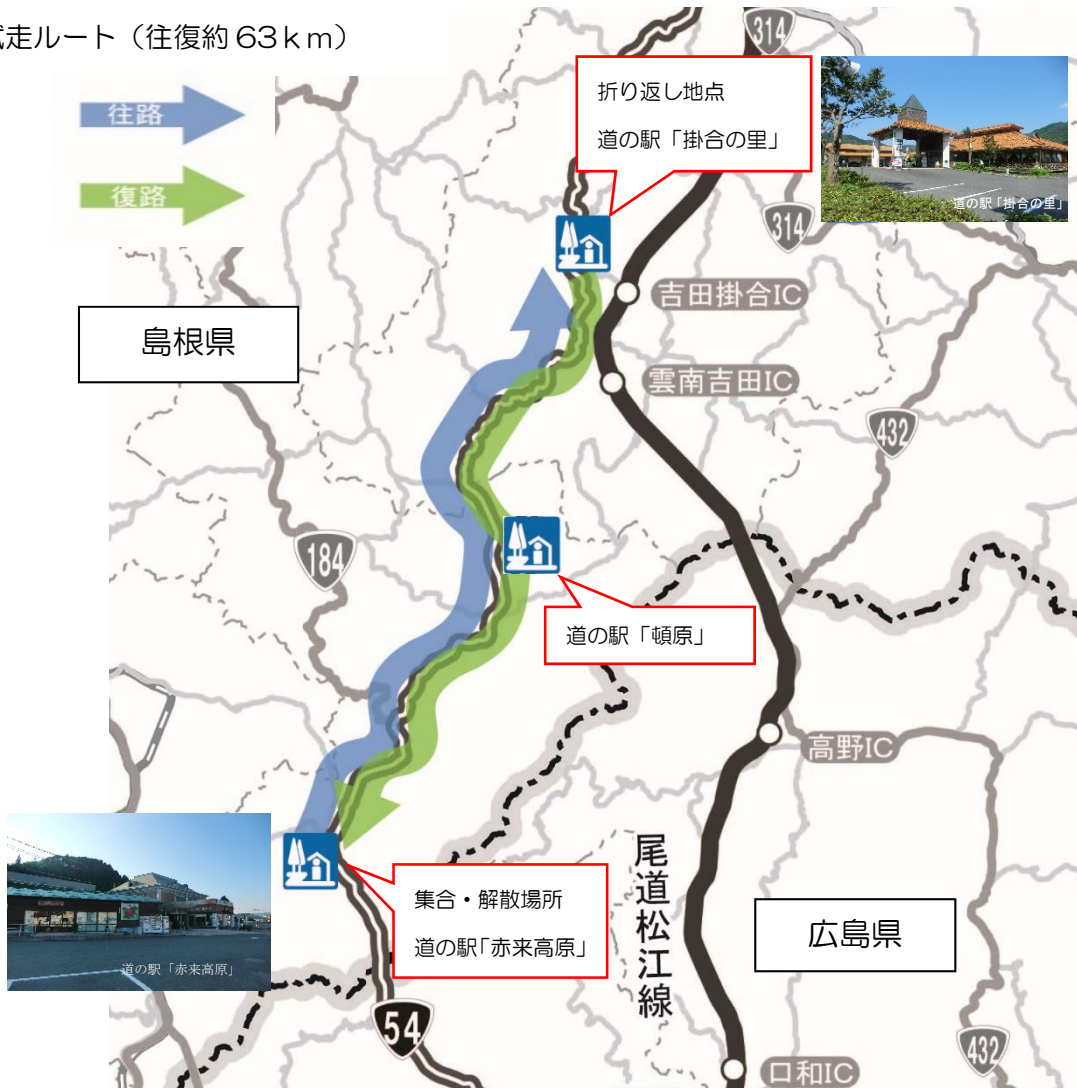 走ルート（往復約63ｋｍ）
往路
復路
折り返し地点
道の駅「掛合の里」
道の駅「掛合の里」
314
314
吉田掛合IC
島根県
雲南吉田IC
432
184
道の駅「頓原」
高野IC
尾道松江線
集合・解散場所
道の駅「赤来高原」
道の駅「赤来高原」
広島県
54
432
口和IC